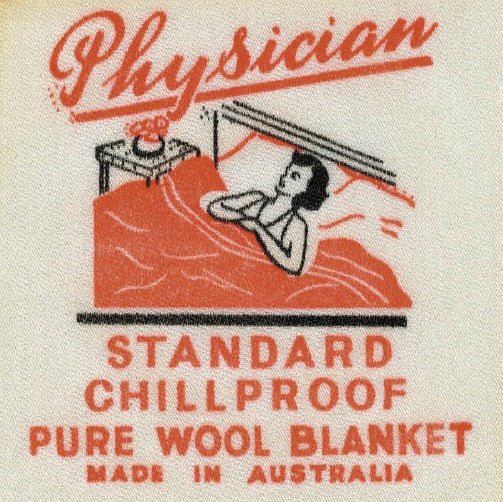 Physician
STANDARD
CHILLPROOF
PURE WOOL BLANKET
MADE IN AUSTRALIA